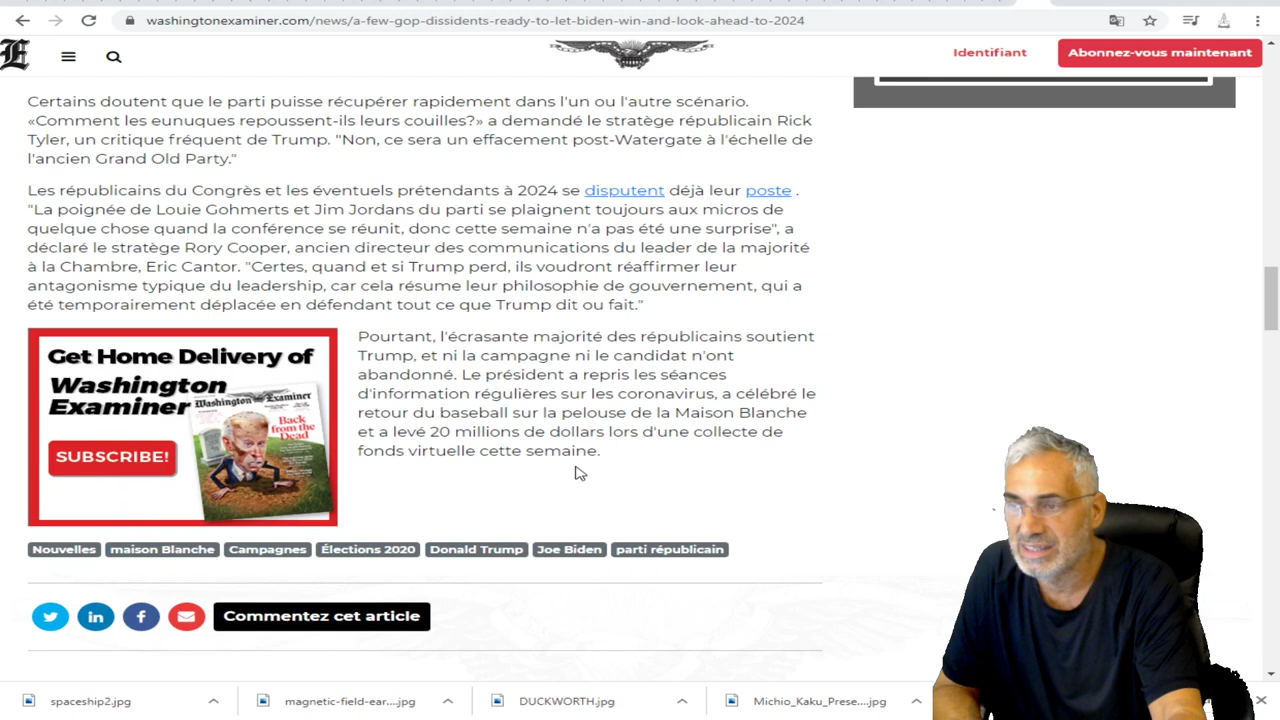 washingtonexaminer.com/news/a-few-gop-dissidents-ready-to-let-biden-win-and-look-ahead-to-2024
E
Identifiant
Abonnez-vous maintenant
Certains doutent que le parti puisse récupérer rapidement dans l'un ou l'autre scénario.
«Comment les eunuques repoussent-ils leurs couilles?» a demandé le stratège républicain Rick
Tyler, un critique fréquent de Trump. "Non, ce sera un effacement post-Watergate à l'échelle de
l'ancien Grand Old Party."
Les républicains du Congrès et les éventuels prétendants à 2024 se disputent déjà leur poste .
"La poignée de Louie Gohmerts et Jim Jordans du parti se plaignent toujours aux micros de
quelque chose quand la conférence se réunit, donc cette semaine n'a pas été une surprise", a
déclaré le stratège Rory Cooper, ancien directeur des communications du leader de la majorité
à la Chambre, Eric Cantor. "Certes, quand et si Trump perd, ils voudront réaffirmer leur
antagonisme typique du leadership, car cela résume leur philosophie de gouvernement, qui a
été temporairement déplacée en défendant tout ce que Trump dit ou fait."
Get Home Delivery of
Washington
Examiner
SUBSCRIBE!
Washington Examiner
Back
from the
Dead
Pourtant, l'écrasante majorité des républicains soutient
Trump, et ni la campagne ni le candidat n'ont
abandonné. Le président a repris les séances
d'information régulières sur les coronavirus, a célébré le
retour du baseball sur la pelouse de la Maison Blanche
et a levé 20 millions de dollars lors d'une collecte de
fonds virtuelle cette semaine.
Nouvelles maison Blanche Campagnes Élections 2020 Donald Trump Joe Biden parti républicain
Commentez cet article
spaceship2.jpg
magnetic-field-ear....jpg
DUCKWORTH.jpg
Michio_Kaku_Prese....jpg